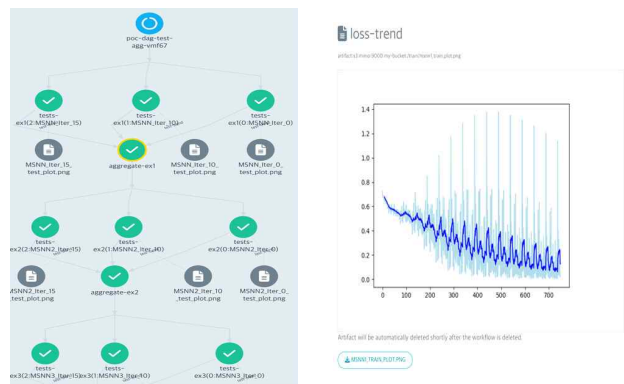 poc-dag-test-
agg-vmf67
tests-
ex1(2:MSNN_Iter_15)
tests-
ex1(1:MSNN_Iter_10)
tests-
ex1(0:MSNN_Iter_0)
MSNN_Iter_15_
test_plot.png
aggregate-ex1
MSNN_Iter_10_
test_plot.png
MSNN_Iter_0_
test_plot.png
tests-
ex2(2:MSNN2_Iter_15)
tests-
ex2(1:MSNN2_Iter_10)
tests-
ex2(0:MSNN2_Iter_0)
MSNN2_Iter_15
_test_plot.png
aggregate-ex2
MSNN2_Iter_10
_test_plot.png
MSNN2_Iter_0_
test_plot.png
tests-
ex3(2:MSNN3_Iter_15)
tests-
ex3(1:MSNN3_Iter_10)
tests-
ex3(0:MSNN3_Iter_0)
loss-trend
1.4
1.2
1.0
0.8
0.6
0.4
0.2
0.0
0 100 200 300 400 500 600 700
Artifact will be automatically deleted shortly after the workflow is deleted.